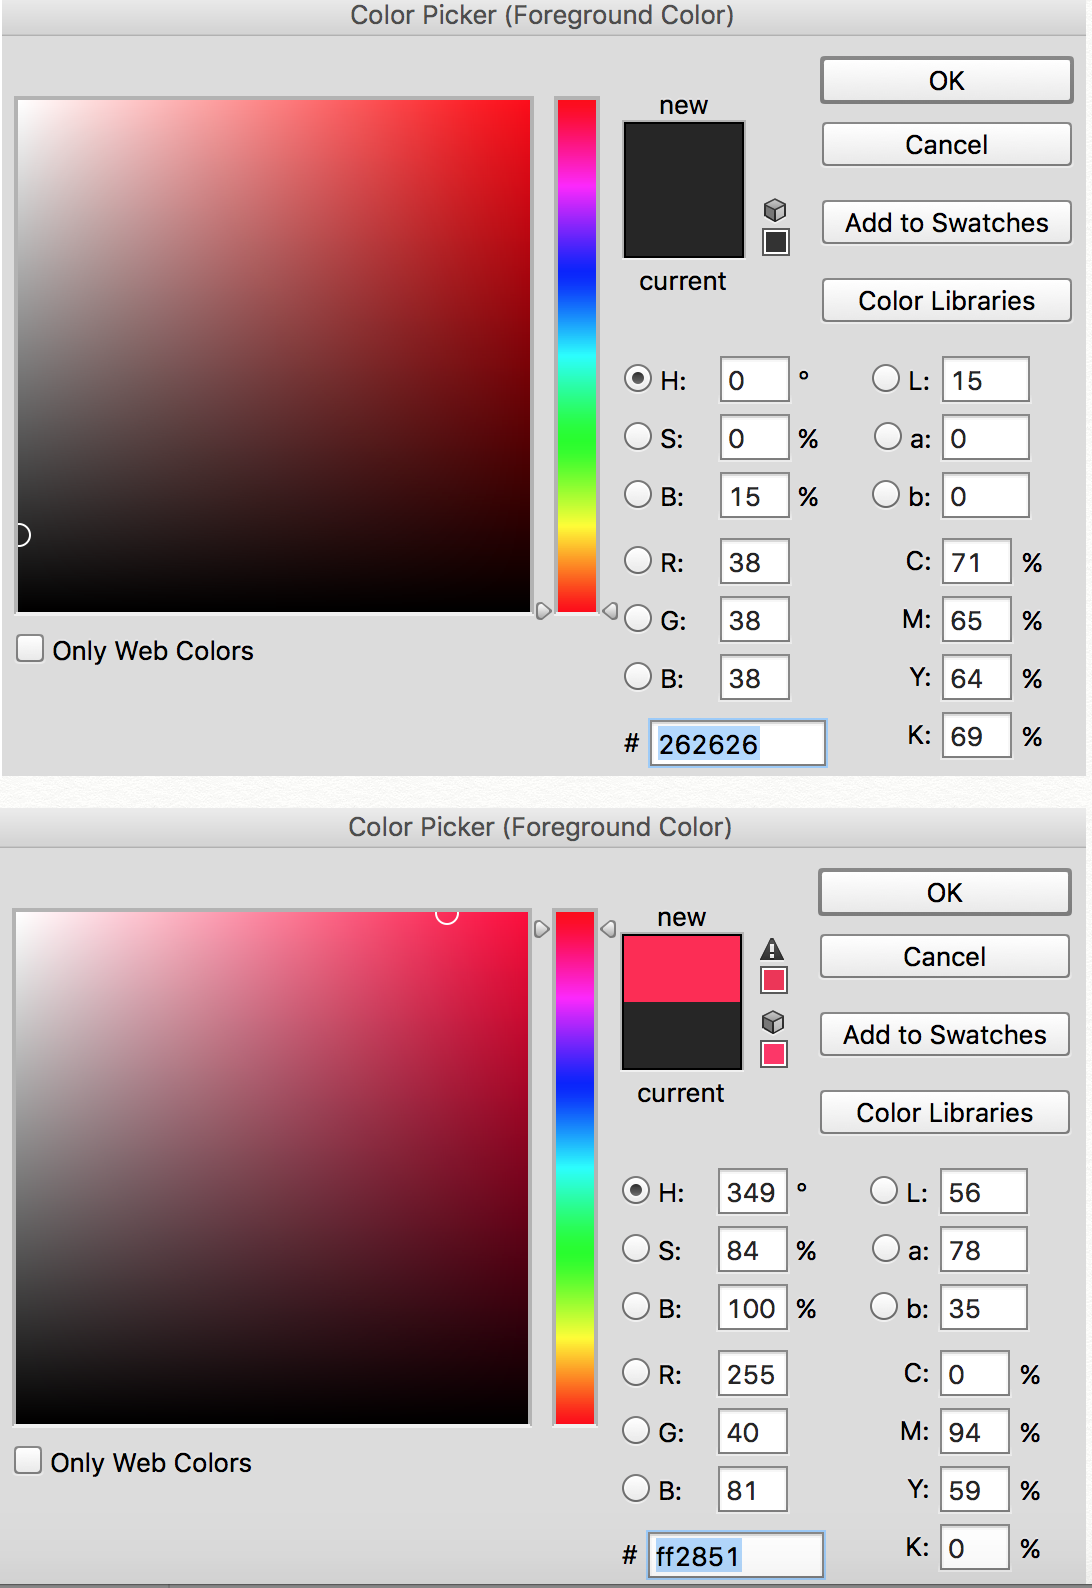 Color Picker (Foreground Color)
OK
new
Cancel
Add to Swatches
current
Color Libraries
H: 0 ° L: 15
S: 0 % a: 0
B: 15 % b: 0
R: 38 C: 71 %
G: 38 M: 65 %
Only Web Colors
B: 38 Y: 64 %
# 262626 K: 69 %
Color Picker (Foreground Color)
OK
new
Cancel
Add to Swatches
current
Color Libraries
H: 349 ° L: 56
S: 84 % a: 78
B: 100 % b: 35
R: 255 C: 0 %
G: 40 M: 94 %
Only Web Colors
B: 81 Y: 59 %
# ff2851 K: 0 %